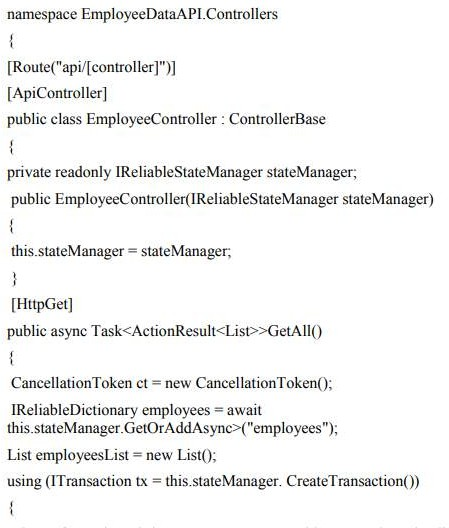 namespace EmployeeDataAPI.Controllers
{
[Route("api/[controller]")]
[ApiController]
public class EmployeeController : ControllerBase
{
private readonly IReliableStateManager stateManager;
public EmployeeController(IReliableStateManager stateManager)
{
this.stateManager = stateManager;
}
[HttpGet]
public async Task<ActionResult<List>>GetAll()
{
CancellationToken ct = new CancellationToken();
IReliableDictionary employees = await
this.stateManager.GetOrAddAsync>("employees");
List employeesList = new List();
using (ITransaction tx = this.stateManager. CreateTransaction())
{